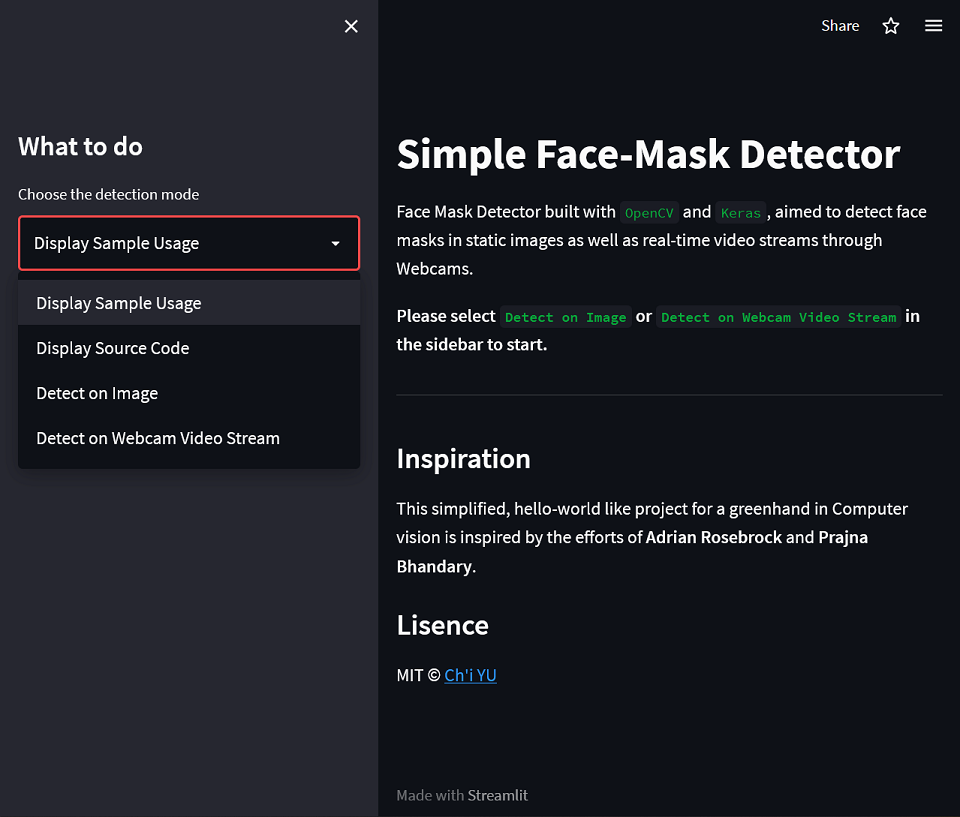 What to do
Choose the detection mode
Display Sample Usage
Display Sample Usage
Display Source Code
Detect on Image
Detect on Webcam Video Stream
Share
Simple Face-Mask Detector
Face Mask Detector built with OpenCV and Keras , aimed to detect face
masks in static images as well as real-time video streams through
Webcams.
Please select Detect on Image or Detect on Webcam Video Stream in
the sidebar to start.
Inspiration
This simplified, hello-world like project for a greenhand in Computer
vision is inspired by the efforts of Adrian Rosebrock and Prajna
Bhandary.
Lisence
MIT © Ch'i YU
Made with Streamlit